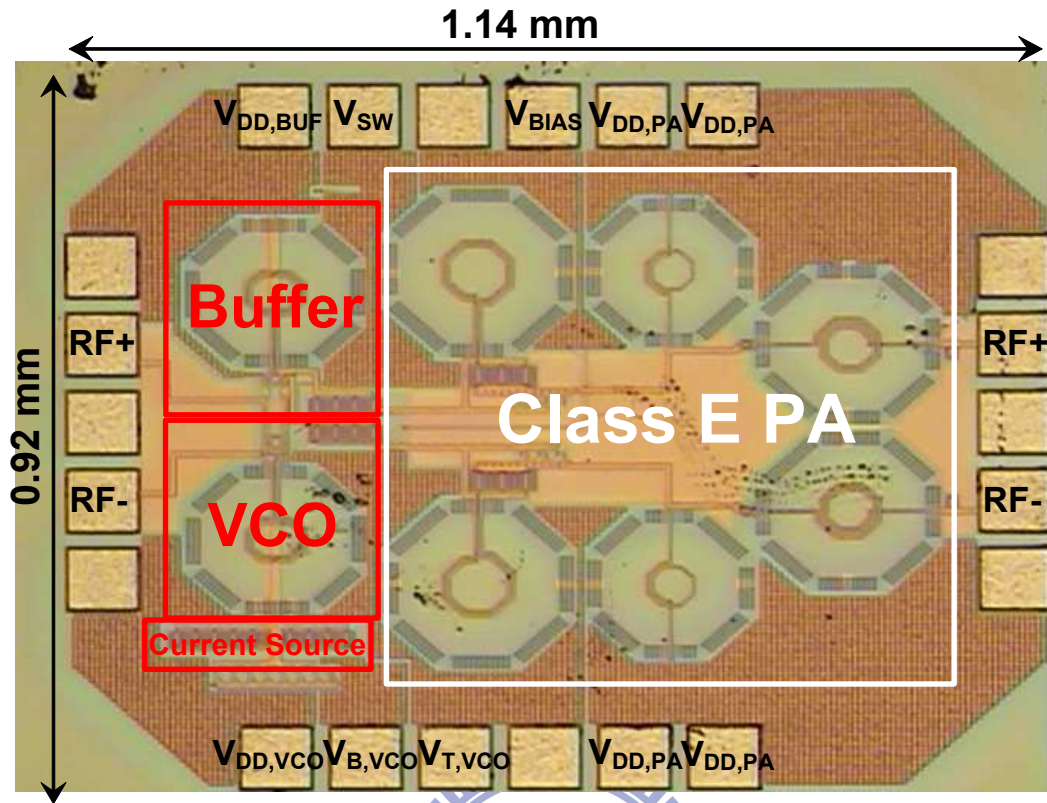 1.14 mm
V_DD,BUF V_SW V_BIAS V_DD,PA V_DD,PA
0.92 mm
Buffer
RF+ RF+
Class E PA
RF- RF-
VCO
Current Source
V_DD,VCO V_B,VCO V_T,VCO V_DD,PA V_DD,PA